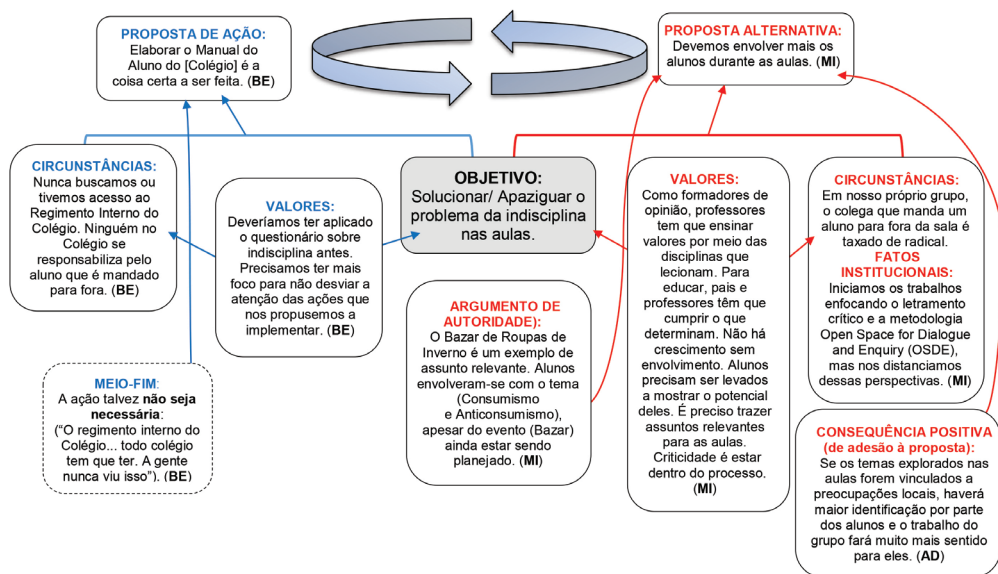 PROPOSTA DE AÇÃO:
Elaborar o Manual do
Aluno do [Colégio] é a
coisa certa a ser feita. (BE)
PROPOSTA ALTERNATIVA:
Devemos envolver mais os
alunos durante as aulas. (MI)
CIRCUNSTÂNCIAS:
Nunca buscamos ou
tivemos acesso ao
Regimento Interno do
Colégio. Ninguém no
Colégio se
responsabiliza pelo
aluno que é mandado
para fora. (BE)
VALORES:
Deveríamos ter aplicado
o questionário sobre
indisciplina antes.
Precisamos ter mais
foco para não desviar a
atenção das ações que
nos propusemos a
implementar. (BE)
OBJETIVO:
Solucionar/ Apaziguar o
problema da indisciplina
nas aulas.
VALORES:
Como formadores de
opinião, professores
tem que ensinar
valores por meio das
disciplinas que
lecionam. Para
educar, pais e
professores têm que
cumprir o que
determinam. Não há
crescimento sem
envolvimento. Alunos
precisam ser levados
a mostrar o potencial
deles. É preciso trazer
assuntos relevantes
para as aulas.
Criticidade é estar
dentro do processo.
(MI)
CIRCUNSTÂNCIAS:
Em nosso próprio grupo,
o colega que manda um
aluno para fora da sala é
taxado de radical.
FATOS
INSTITUCIONAIS:
Iniciamos os trabalhos
enfocando o letramento
crítico e a metodologia
Open Space for Dialogue
and Enquiry (OSDE),
mas nos distanciamos
dessas perspectivas. (MI)
ARGUMENTO DE
AUTORIDADE):
O Bazar de Roupas de
Inverno é um exemplo de
assunto relevante. Alunos
envolveram-se com o tema
(Consumismo
e Anticonsumismo),
apesar do evento (Bazar)
ainda estar sendo
planejado. (MI)
MEIO-FIM:
A ação talvez não seja
necessária:
(“O regimento interno do
Colégio... todo colégio
tem que ter. A gente
nunca viu isso”). (BE)
CONSEQUÊNCIA POSITIVA
(de adesão à proposta):
Se os temas explorados nas
aulas forem vinculados a
preocupações locais, haverá
maior identificação por parte
dos alunos e o trabalho do
grupo fará muito mais sentido
para eles. (AD)